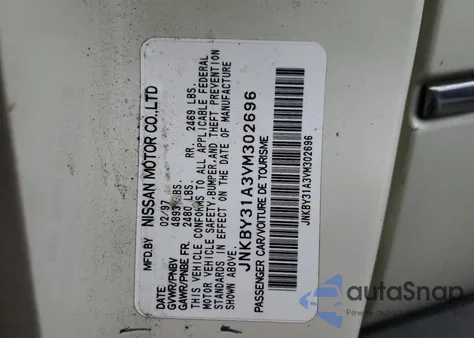 MFD.BY NISSAN MOTOR CO.,LTD
DATE 02/97
GVWR/PNBV 4893 LBS.
GAWR/PNBE FR. 2480 LBS. RR. 2469 LBS.
THIS VEHICLE CONFORMS TO ALL APPLICABLE FEDERAL
MOTOR VEHICLE SAFETY,BUMPER,AND THEFT PREVENTION
STANDARDS IN EFFECT ON THE DATE OF MANUFACTURE
SHOWN ABOVE.
JNKBY31A3VM302696
PASSENGER CAR/VOITURE DE TOURISME
JNKBY31A3VM302696
autoSnap